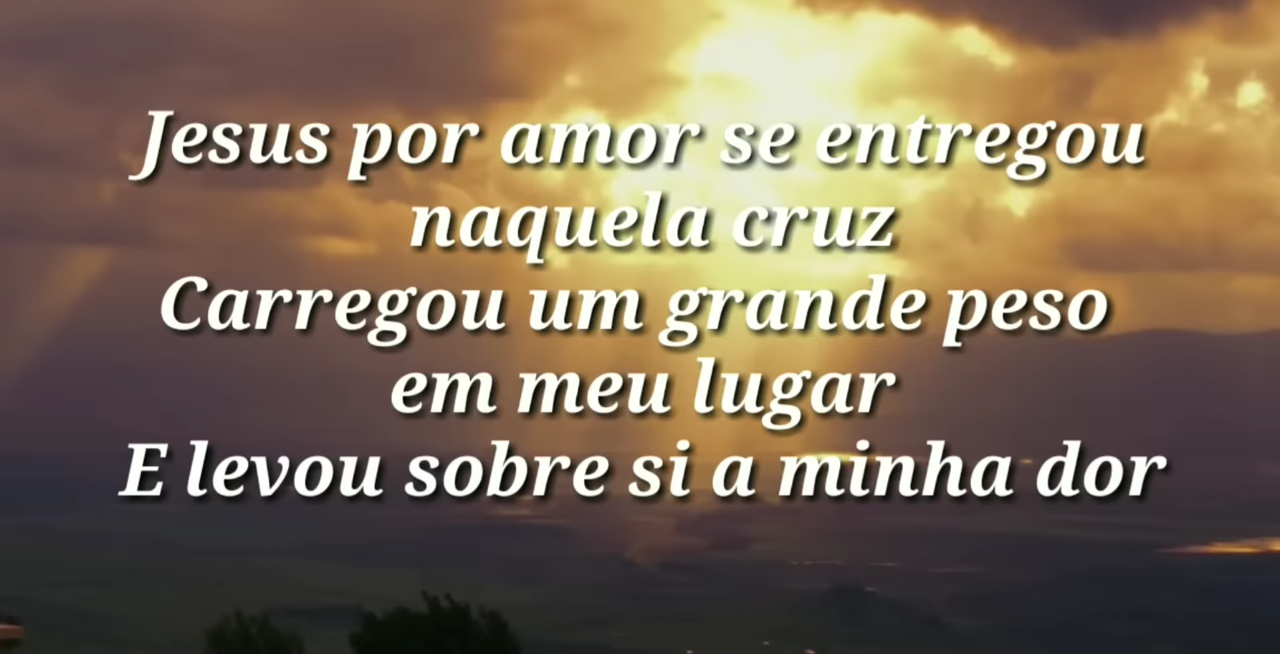 Jesus por amor se entregou
naquela cruz
Carregou um grande peso
em meu lugar
E levou sobre si a minha dor